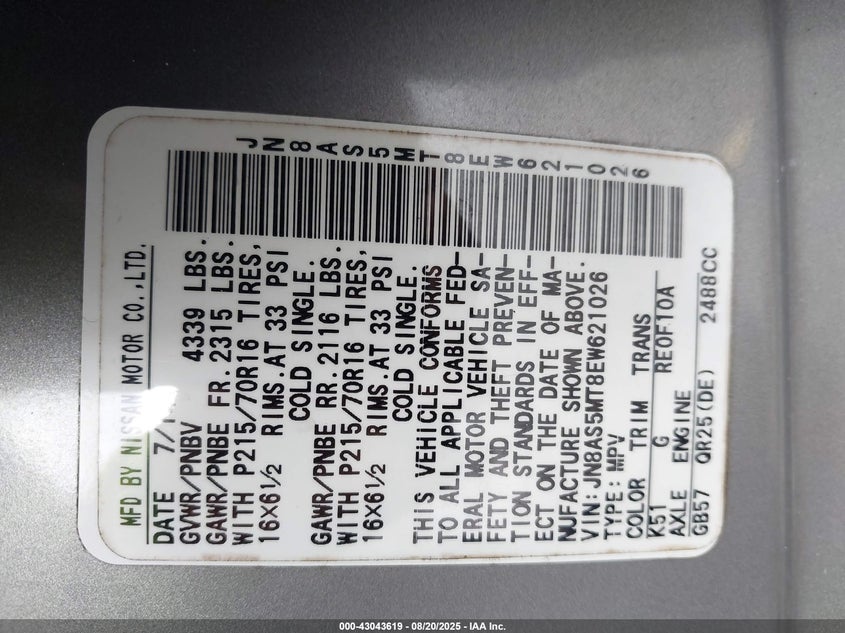 MFD BY NISSAN MOTOR CO.,LTD.
DATE 7/1
GVWR/PNBV 4339 LBS.
GAWR/PNBE FR.2315 LBS.
WITH P215/70R16 TIRES,
16X6½ RIMS.AT 33 PSI
COLD SINGLE.
GAWR/PNBE RR.2116 LBS.
WITH P215/70R16 TIRES,
16X6½ RIMS.AT 33 PSI
COLD SINGLE.
THIS VEHICLE CONFORMS
TO ALL APPLICABLE FED-
ERAL MOTOR VEHICLE SA-
FETY AND THEFT PREVEN-
TION STANDARDS IN EFF-
ECT ON THE DATE OF MA-
NUFACTURE SHOWN ABOVE.
VIN:JN8AS5MT8EW621026
TYPE:MPV
COLOR TRIM TRANS
K51 G RE0F10A
AXLE ENGINE
GB57 QR25(DE) 2488CC
JN8AS5MT8EW621026
000-43043619 - 08/20/2025 - IAA Inc.